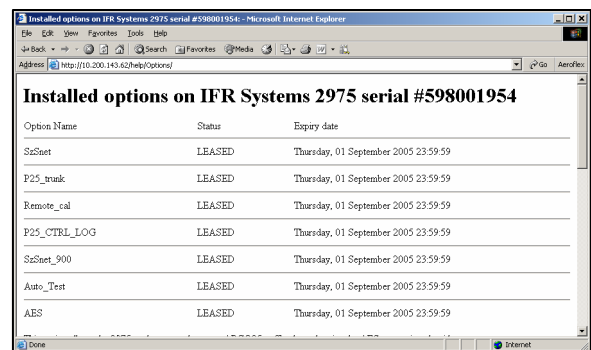 Installed options on IFR Systems 2975 serial #598001954: - Microsoft Internet Explorer
File Edit View Favorites Tools Help
Back Search Favorites Media
Address http://10.200.143.62/help/Options/ Go Aeroflex
Installed options on IFR Systems 2975 serial #598001954
Option Name Status Expiry date
SzSnet LEASED Thursday, 01 September 2005 23:59:59
P25_trunk LEASED Thursday, 01 September 2005 23:59:59
Remote_cal LEASED Thursday, 01 September 2005 23:59:59
P25_CTRL_LOG LEASED Thursday, 01 September 2005 23:59:59
SzSnet_900 LEASED Thursday, 01 September 2005 23:59:59
Auto_Test LEASED Thursday, 01 September 2005 23:59:59
AES LEASED Thursday, 01 September 2005 23:59:59
Done Internet